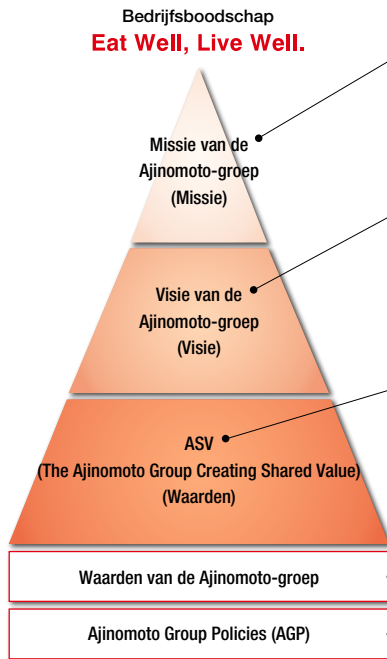 Bedrijfsboodschap
Eat Well, Live Well.
Missie van de
Ajinomoto-groep
(Missie)
Visie van de
Ajinomoto-groep
(Visie)
ASV
(The Ajinomoto Group Creating Shared Value)
(Waarden)
Waarden van de Ajinomoto-groep
Ajinomoto Group Policies (AGP)